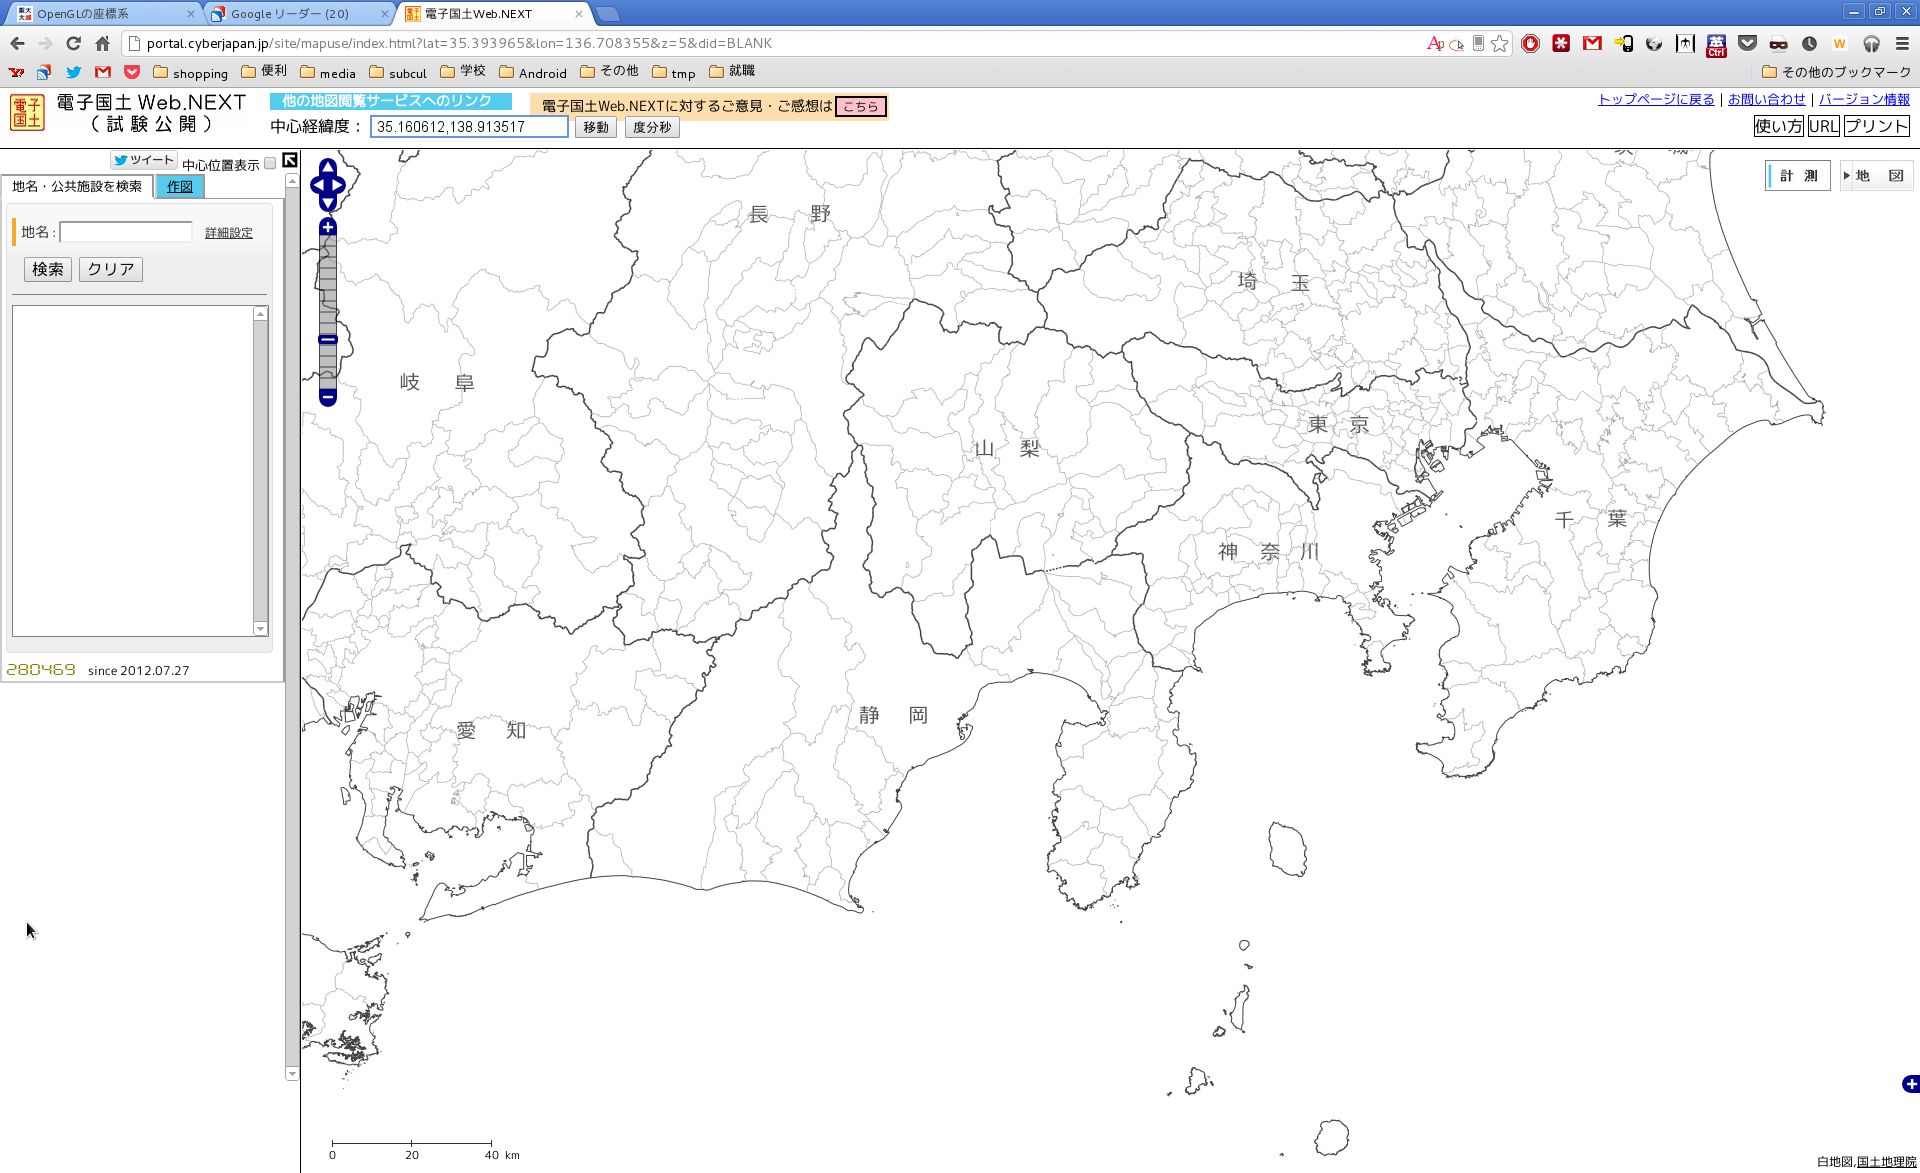 OpenGLの座標系
Google リーダー (20)
電子国土Web.NEXT
portal.cyberjapan.jp/site/mapuse/index.html?lat=35.393965&lon=136.708355&z=5&did=BLANK
shopping 便利 media subcul 学校 Android その他 tmp 就職 その他のブックマーク
電子国土 Web.NEXT
（試験公開）
他の地図閲覧サービスへのリンク
電子国土Web.NEXTに対するご意見・ご感想は こちら
トップページに戻る | お問い合わせ | バージョン情報
中心経緯度： 35.160612,138.913517 移動 度分秒
使い方 URL プリント
ツイート 中心位置表示
地名・公共施設を検索 作図
地名 : 詳細設定
検索 クリア
280469 since 2012.07.27
計測 地図
長野
埼玉
岐阜
東京
山梨
千葉
神奈川
静岡
愛知
0 20 40 km
白地図,国土地理院